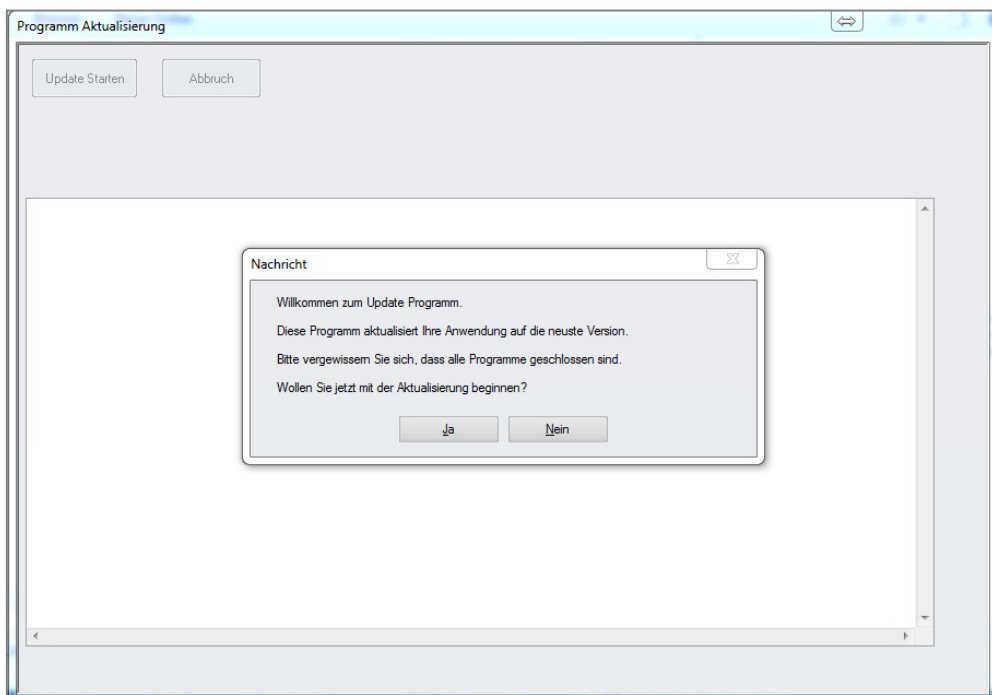 Programm Aktualisierung
Update Starten Abbruch
Nachricht
Willkommen zum Update Programm.
Diese Programm aktualisiert Ihre Anwendung auf die neuste Version.
Bitte vergewissern Sie sich, dass alle Programme geschlossen sind.
Wollen Sie jetzt mit der Aktualisierung beginnen?
Ja Nein